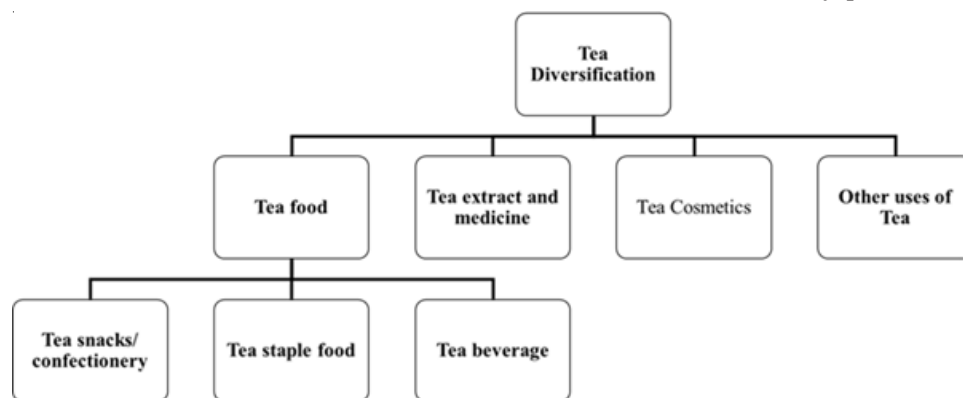 Tea
Diversification
Tea food
Tea extract and
medicine
Tea Cosmetics
Other uses of
Tea
Tea snacks/
confectionery
Tea staple food
Tea beverage